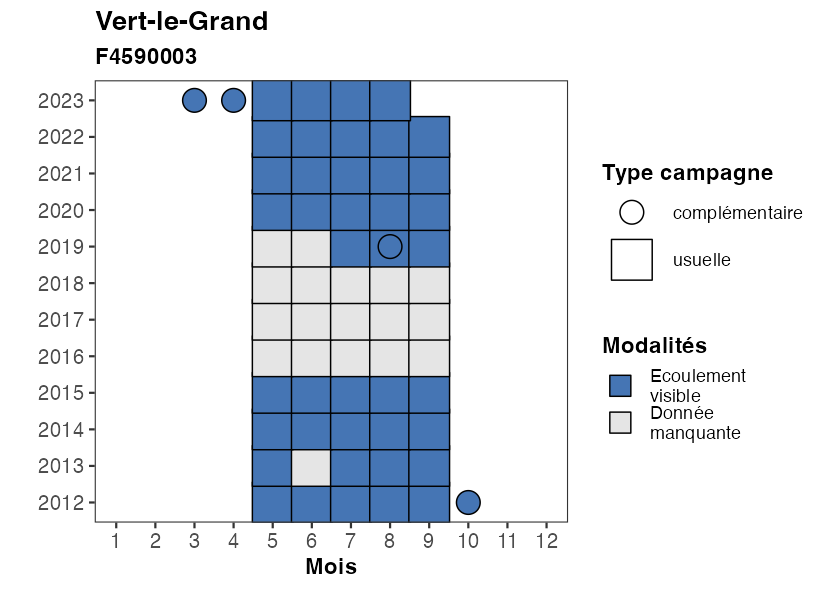 Vert-le-Grand
F4590003
2023
2022
2021
2020
2019
2018
2017
2016
2015
2014
2013
2012
1 2 3 4 5 6 7 8 9 10 11 12
Mois
Type campagne
complémentaire
usuelle
Modalités
Ecoulement
visible
Donnée
manquante